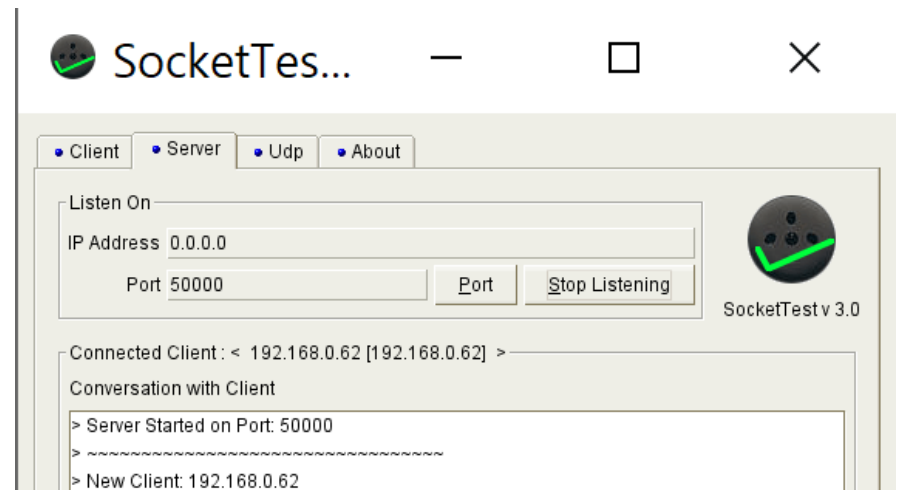 SocketTes...
Client Server Udp About
Listen On
IP Address 0.0.0.0
Port 50000 Port Stop Listening
SocketTest v 3.0
Connected Client : < 192.168.0.62 [192.168.0.62] >
Conversation with Client
> Server Started on Port: 50000
> ~~~~~~~~~~~~~~~~~~~~~~~~~~~~~~~~~
> New Client: 192.168.0.62